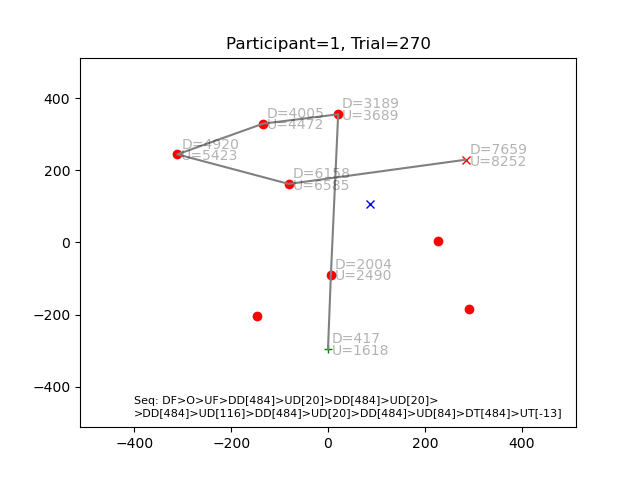 Participant=1, Trial=270
400
200
0
−200
−400
D=3189
U=3689
D=4005
U=4472
D=4920
U=5423
D=7659
U=8252
D=6158
U=6585
D=2004
U=2490
D=417
U=1618
Seq: DF>O>UF>DD[484]>UD[20]>DD[484]>UD[20]>
>DD[484]>UD[116]>DD[484]>UD[20]>DD[484]>UD[84]>DT[484]>UT[-13]
−400
−200
0
200
400